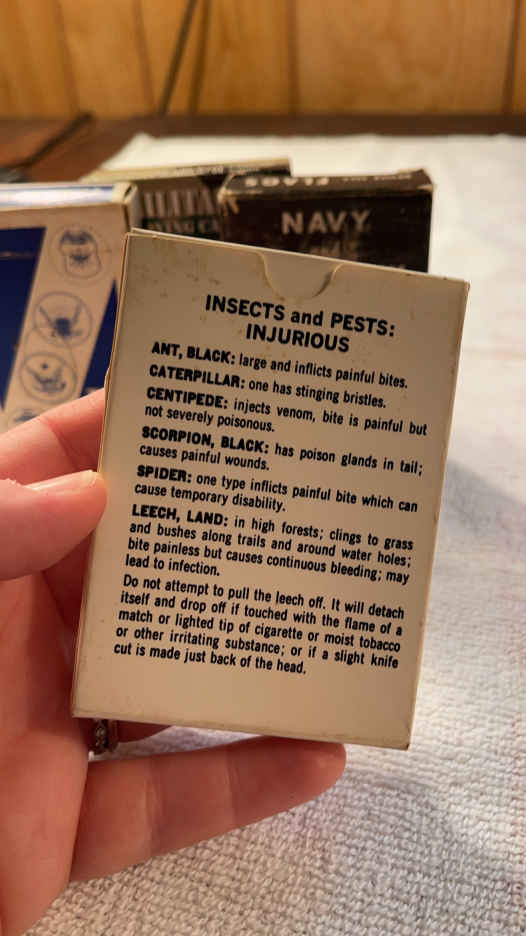 FLAGS
NAVY
INSECTS and PESTS:
INJURIOUS
ANT, BLACK: large and inflicts painful bites.
CATERPILLAR: one has stinging bristles.
CENTIPEDE: injects venom, bite is painful but
not severely poisonous.
SCORPION, BLACK: has poison glands in tail;
causes painful wounds.
SPIDER: one type inflicts painful bite which can
cause temporary disability.
LEECH, LAND: in high forests; clings to grass
and bushes along trails and around water holes;
bite painless but causes continuous bleeding; may
lead to infection.
Do not attempt to pull the leech off. It will detach
itself and drop off if touched with the flame of a
match or lighted tip of cigarette or moist tobacco
or other irritating substance; or if a slight knife
cut is made just back of the head.